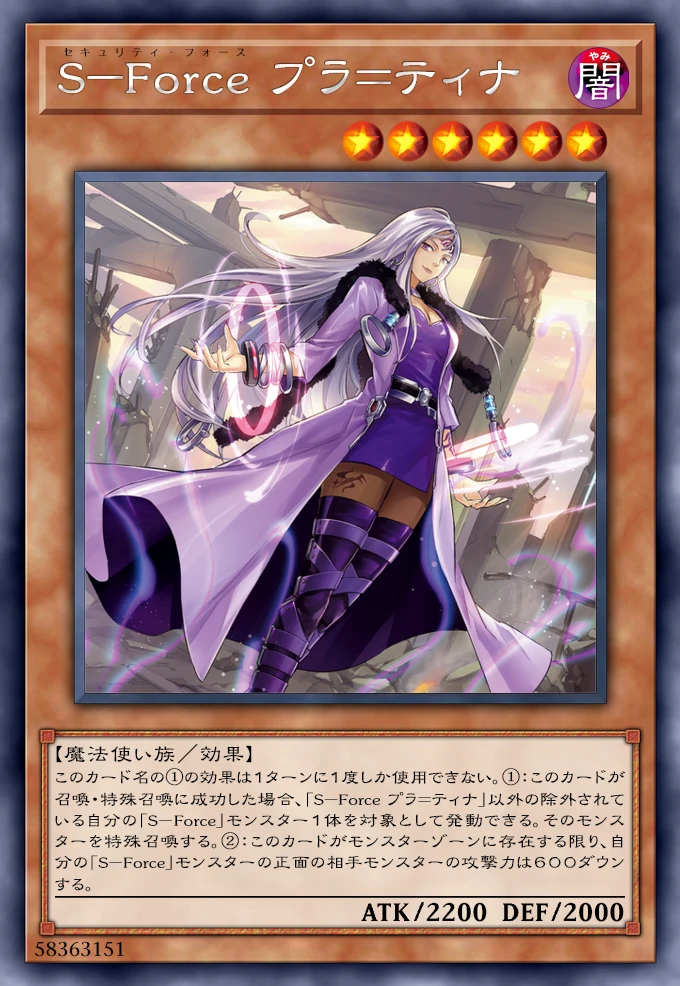 セキュリティ・フォース
S－Force プラ＝ティナ
やみ
闇
【魔法使い族／効果】
このカード名の①の効果は１ターンに１度しか使用できない。①：このカードが
召喚・特殊召喚に成功した場合、「S－Force プラ＝ティナ」以外の除外されて
いる自分の「S－Force」モンスター１体を対象として発動できる。そのモンス
ターを特殊召喚する。②：このカードがモンスターゾーンに存在する限り、自
分の「S－Force」モンスターの正面の相手モンスターの攻撃力は６００ダウン
する。
ATK/2200 DEF/2000
58363151